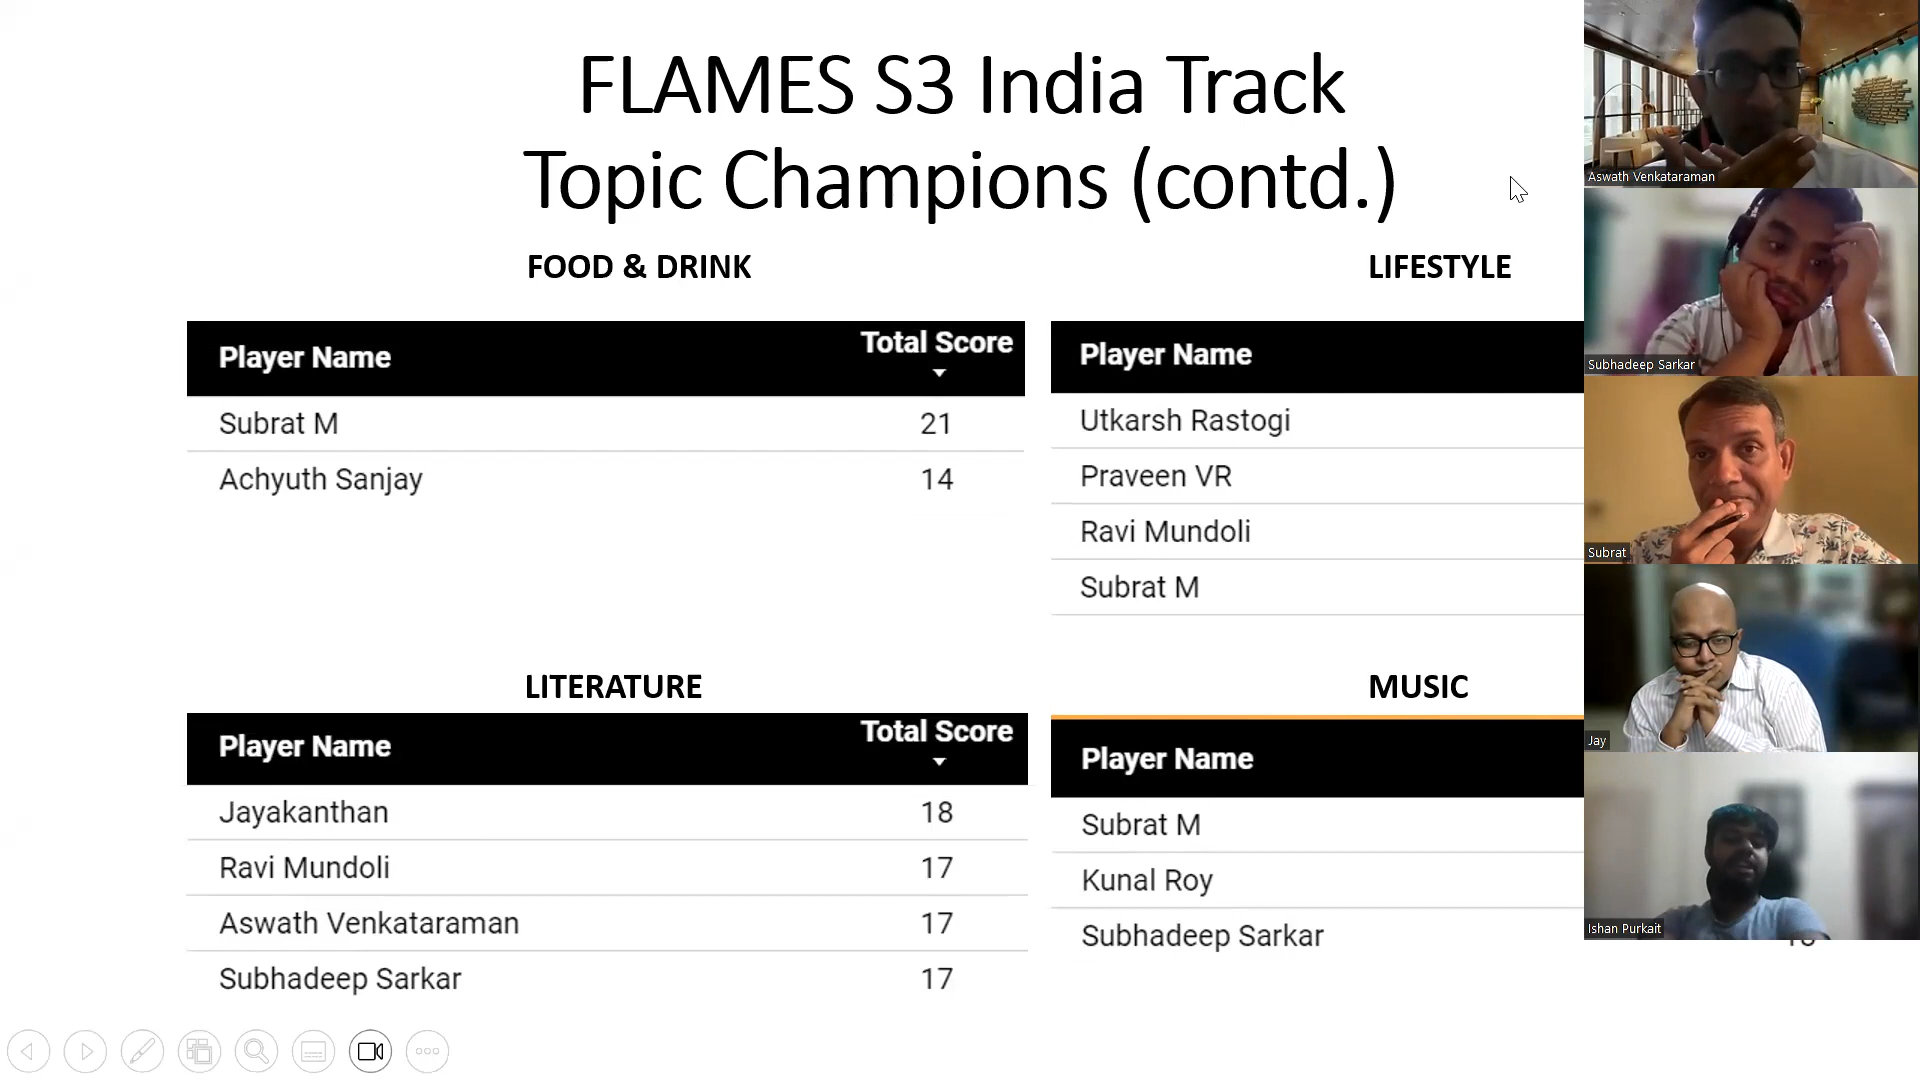 FLAMES S3 India Track
Topic Champions (contd.)
FOOD & DRINK
Player Name Total Score
Subrat M 21
Achyuth Sanjay 14
LIFESTYLE
Player Name
Utkarsh Rastogi
Praveen VR
Ravi Mundoli
Subrat M
LITERATURE
Player Name Total Score
Jayakanthan 18
Ravi Mundoli 17
Aswath Venkataraman 17
Subhadeep Sarkar 17
MUSIC
Player Name
Subrat M
Kunal Roy
Subhadeep Sarkar
Aswath Venkataraman
Subhadeep Sarkar
Subrat
Jay
Ishan Purkait